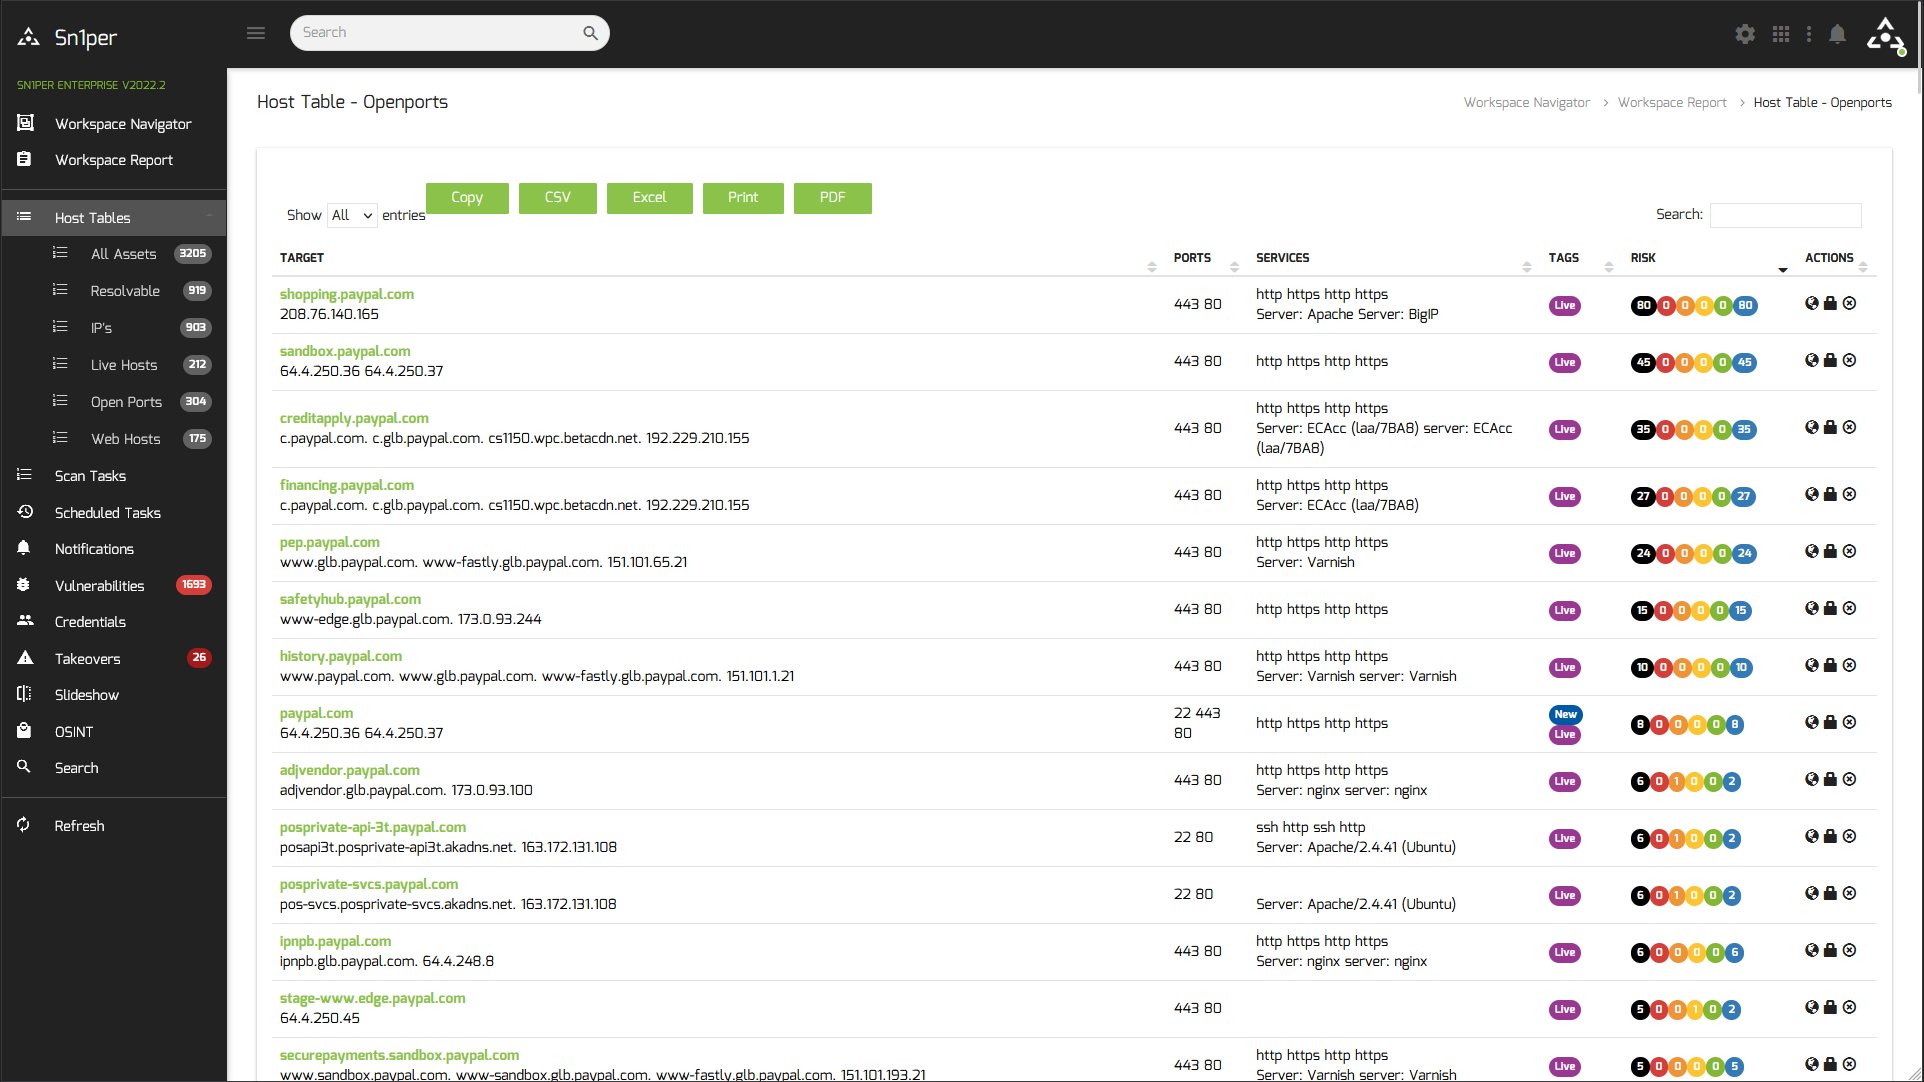 Sn1per
Search
SN1PER ENTERPRISE V2022.2
Workspace Navigator
Workspace Report
Host Tables
All Assets 3205
Resolvable 919
IP's 903
Live Hosts 212
Open Ports 304
Web Hosts 175
Scan Tasks
Scheduled Tasks
Notifications
Vulnerabilities 1693
Credentials
Takeovers 26
Slideshow
OSINT
Search
Refresh
Host Table - Openports
Workspace Navigator > Workspace Report > Host Table - Openports
Copy CSV Excel Print PDF
Show All entries
Search:
TARGET PORTS SERVICES TAGS RISK ACTIONS
shopping.paypal.com
208.76.140.165
443 80
http https http https
Server: Apache Server: BigIP
Live
80 0 0 0 0 80
sandbox.paypal.com
64.4.250.36 64.4.250.37
443 80
http https http https
Live
45 0 0 0 0 45
creditapply.paypal.com
c.paypal.com. c.glb.paypal.com. cs1150.wpc.betacdn.net. 192.229.210.155
443 80
http https http https
Server: ECAcc (laa/7BA8) server: ECAcc
(laa/7BA8)
Live
35 0 0 0 0 35
financing.paypal.com
c.paypal.com. c.glb.paypal.com. cs1150.wpc.betacdn.net. 192.229.210.155
443 80
http https http https
Server: ECAcc (laa/7BA8)
Live
27 0 0 0 0 27
pep.paypal.com
www.glb.paypal.com. www-fastly.glb.paypal.com. 151.101.65.21
443 80
http https http https
Server: Varnish
Live
24 0 0 0 0 24
safetyhub.paypal.com
www-edge.glb.paypal.com. 173.0.93.244
443 80
http https http https
Live
15 0 0 0 0 15
history.paypal.com
www.paypal.com. www.glb.paypal.com. www-fastly.glb.paypal.com. 151.101.1.21
443 80
http https http https
Server: Varnish server: Varnish
Live
10 0 0 0 0 10
paypal.com
64.4.250.36 64.4.250.37
22 443
80
http https http https
New
Live
8 0 0 0 0 8
adjvendor.paypal.com
adjvendor.glb.paypal.com. 173.0.93.100
443 80
http https http https
Server: nginx server: nginx
Live
6 0 1 0 0 2
posprivate-api-3t.paypal.com
posapi3t.posprivate-api3t.akadns.net. 163.172.131.108
22 80
ssh http ssh http
Server: Apache/2.4.41 (Ubuntu)
Live
6 0 1 0 0 2
posprivate-svcs.paypal.com
pos-svcs.posprivate-svcs.akadns.net. 163.172.131.108
22 80
Server: Apache/2.4.41 (Ubuntu)
Live
6 0 1 0 0 2
ipnpb.paypal.com
ipnpb.glb.paypal.com. 64.4.248.8
443 80
http https http https
Server: nginx server: nginx
Live
6 0 0 0 0 6
stage-www.edge.paypal.com
64.4.250.45
443 80
Live
5 0 0 1 0 2
securepayments.sandbox.paypal.com
www.sandbox.paypal.com. www-sandbox.glb.paypal.com. www-fastly.glb.paypal.com. 151.101.193.21
443 80
http https http https
Server: Varnish server: Varnish
Live
5 0 0 0 0 5